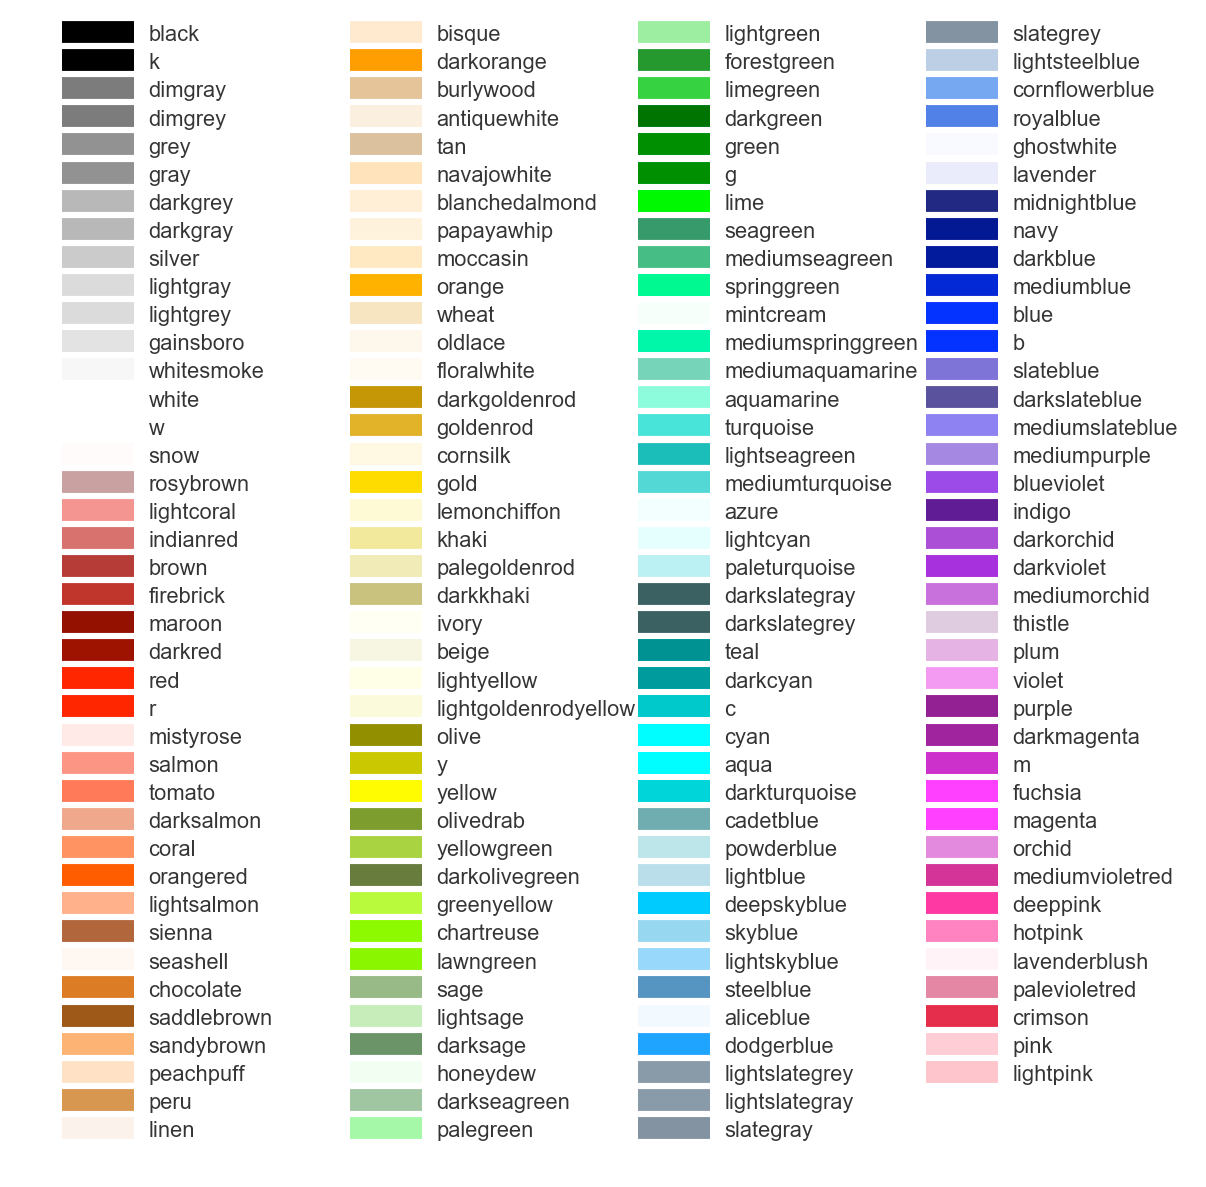 black
k
dimgray
dimgrey
grey
gray
darkgrey
darkgray
silver
lightgray
lightgrey
gainsboro
whitesmoke
white
w
snow
rosybrown
lightcoral
indianred
brown
firebrick
maroon
darkred
red
r
mistyrose
salmon
tomato
darksalmon
coral
orangered
lightsalmon
sienna
seashell
chocolate
saddlebrown
sandybrown
peachpuff
peru
linen
bisque
darkorange
burlywood
antiquewhite
tan
navajowhite
blanchedalmond
papayawhip
moccasin
orange
wheat
oldlace
floralwhite
darkgoldenrod
goldenrod
cornsilk
gold
lemonchiffon
khaki
palegoldenrod
darkkhaki
ivory
beige
lightyellow
lightgoldenrodyellow
olive
y
yellow
olivedrab
yellowgreen
darkolivegreen
greenyellow
chartreuse
lawngreen
sage
lightsage
darksage
honeydew
darkseagreen
palegreen
lightgreen
forestgreen
limegreen
darkgreen
green
g
lime
seagreen
mediumseagreen
springgreen
mintcream
mediumspringgreen
mediumaquamarine
aquamarine
turquoise
lightseagreen
mediumturquoise
azure
lightcyan
paleturquoise
darkslategray
darkslategrey
teal
darkcyan
c
cyan
aqua
darkturquoise
cadetblue
powderblue
lightblue
deepskyblue
skyblue
lightskyblue
steelblue
aliceblue
dodgerblue
lightslategrey
lightslategray
slategray
slategrey
lightsteelblue
cornflowerblue
royalblue
ghostwhite
lavender
midnightblue
navy
darkblue
mediumblue
blue
b
slateblue
darkslateblue
mediumslateblue
mediumpurple
blueviolet
indigo
darkorchid
darkviolet
mediumorchid
thistle
plum
violet
purple
darkmagenta
m
fuchsia
magenta
orchid
mediumvioletred
deeppink
hotpink
lavenderblush
palevioletred
crimson
pink
lightpink